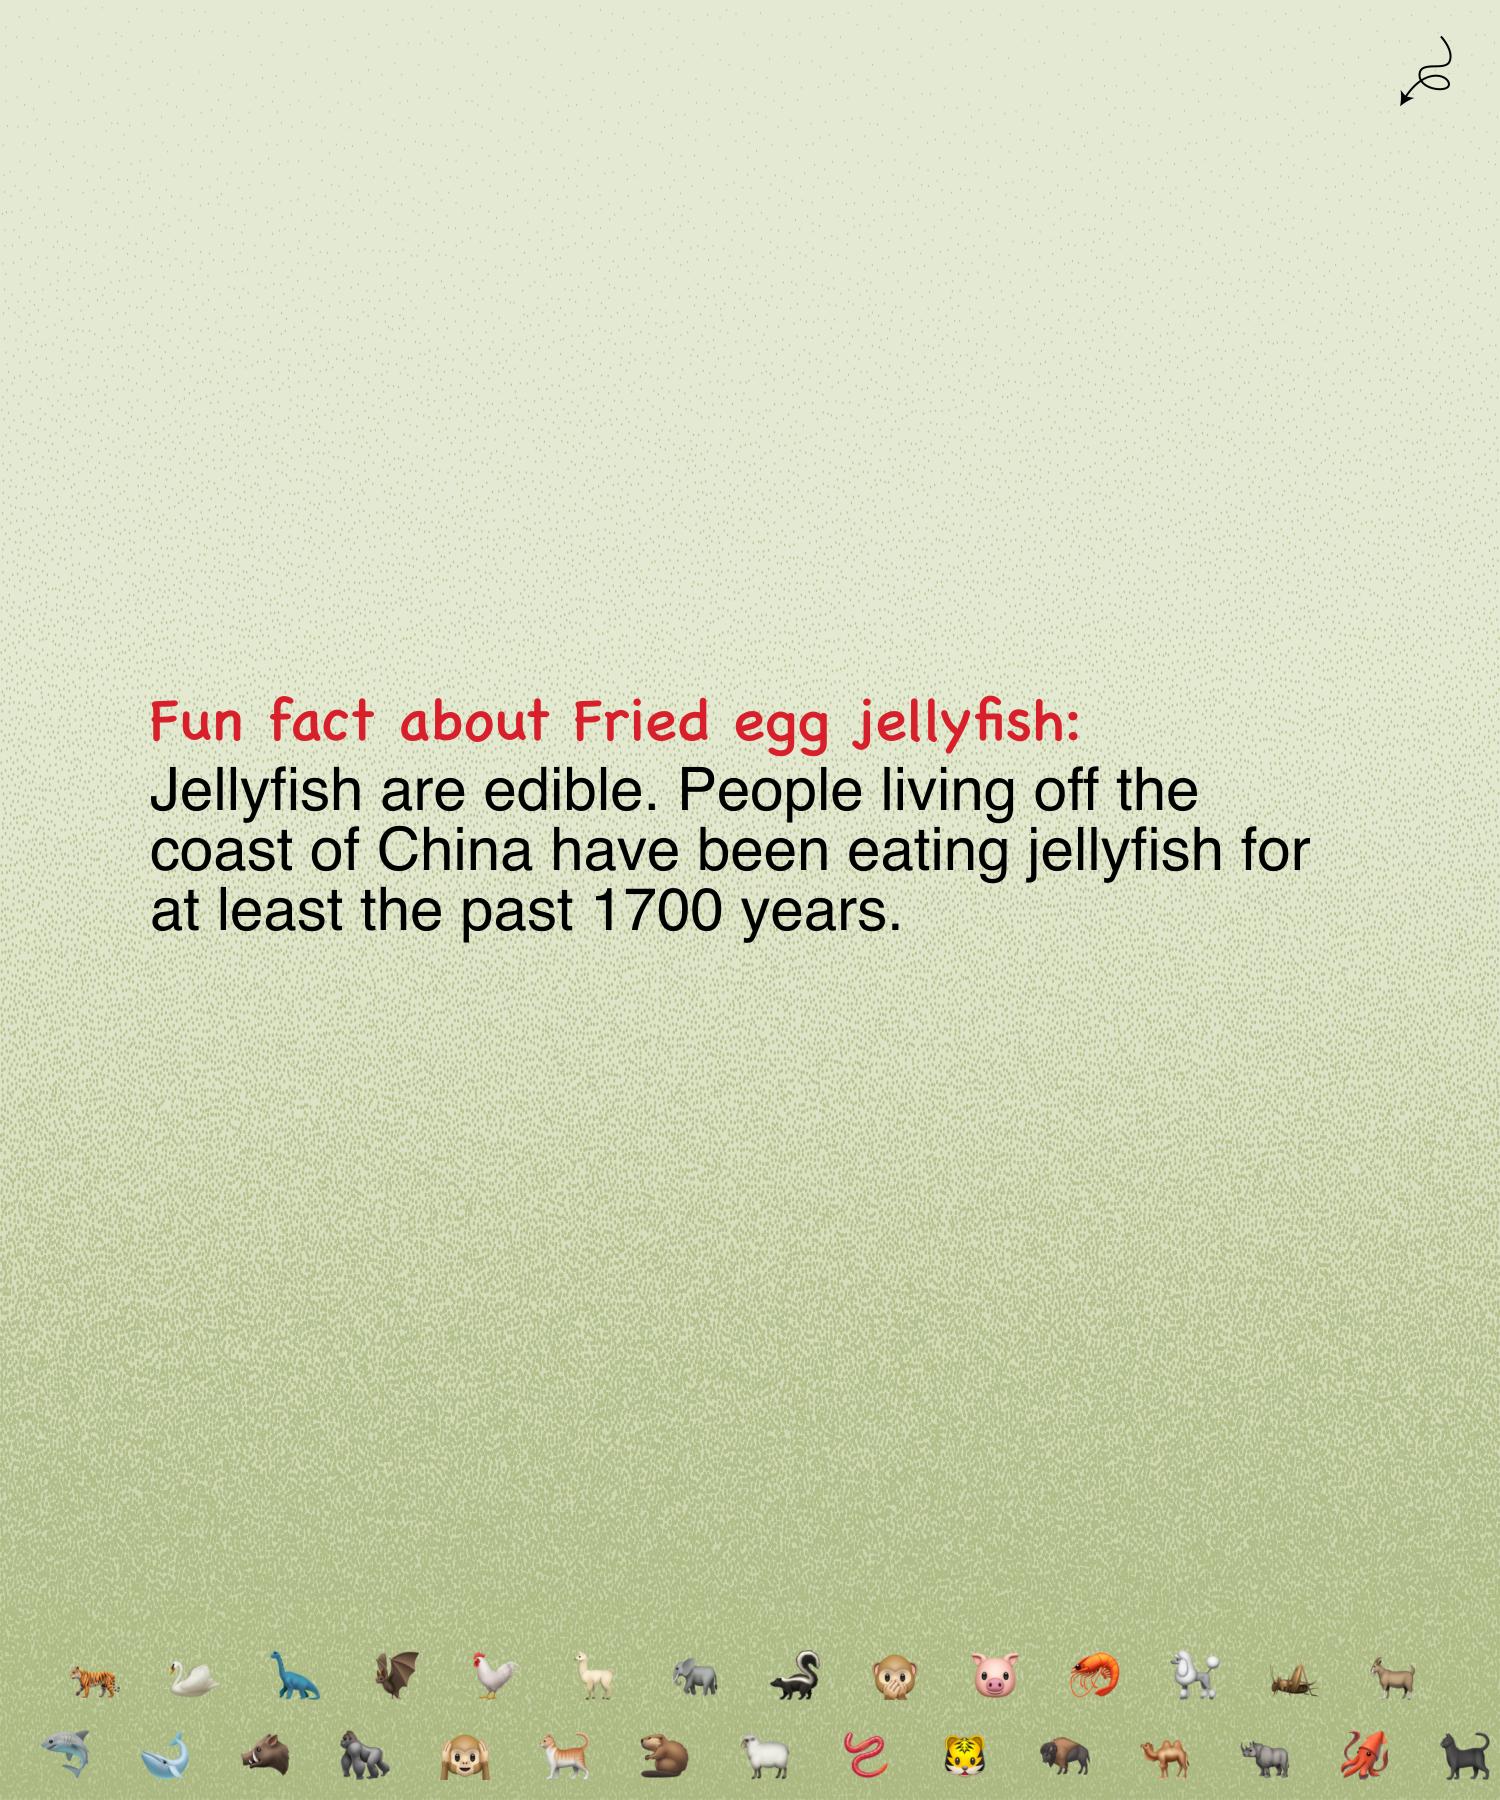 Fun fact about Fried egg jellyfish:
Jellyfish are edible. People living off the
coast of China have been eating jellyfish for
at least the past 1700 years.